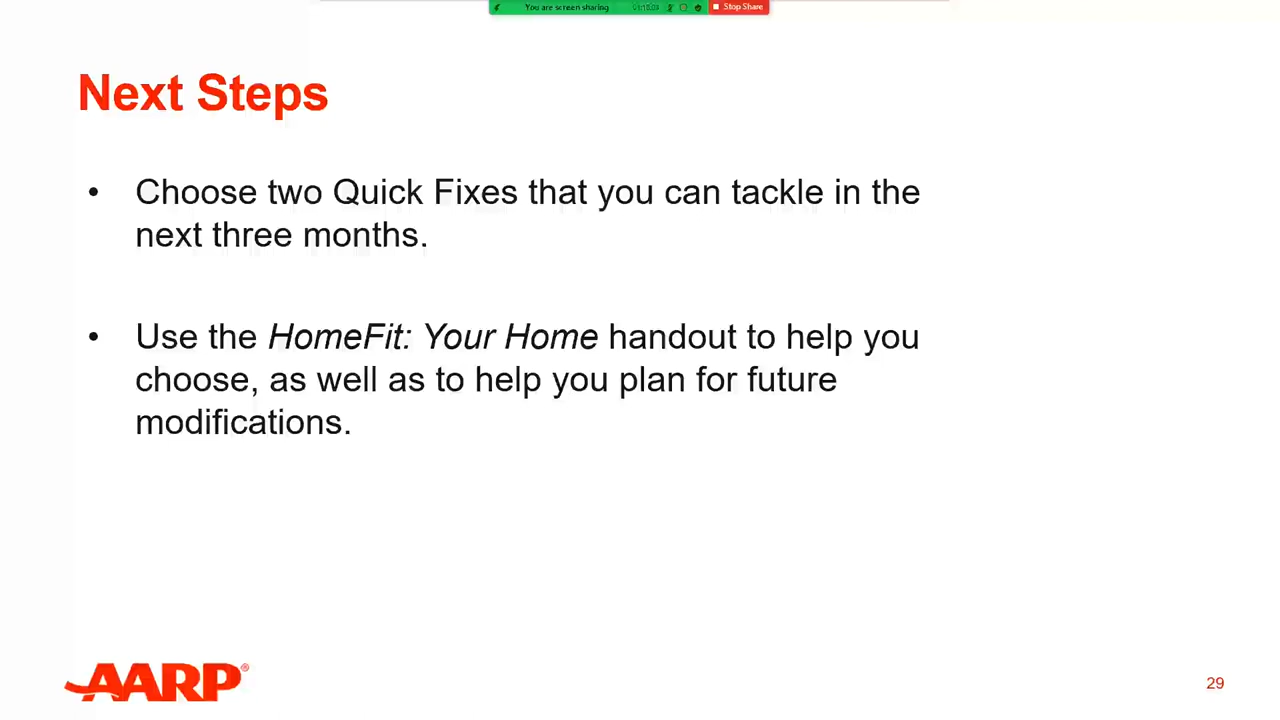 You are screen sharing
Stop Share
Next Steps
• Choose two Quick Fixes that you can tackle in the
next three months.
• Use the HomeFit: Your Home handout to help you
choose, as well as to help you plan for future
modifications.
AARP®
29